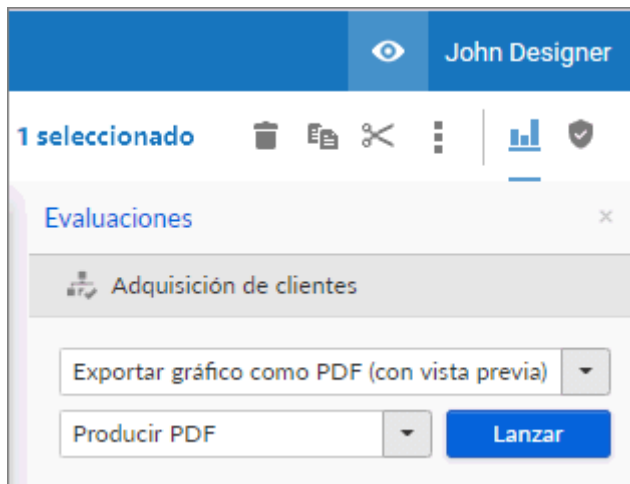 John Designer
1 seleccionado
Evaluaciones
Adquisición de clientes
Exportar gráfico como PDF (con vista previa)
Producir PDF
Lanzar